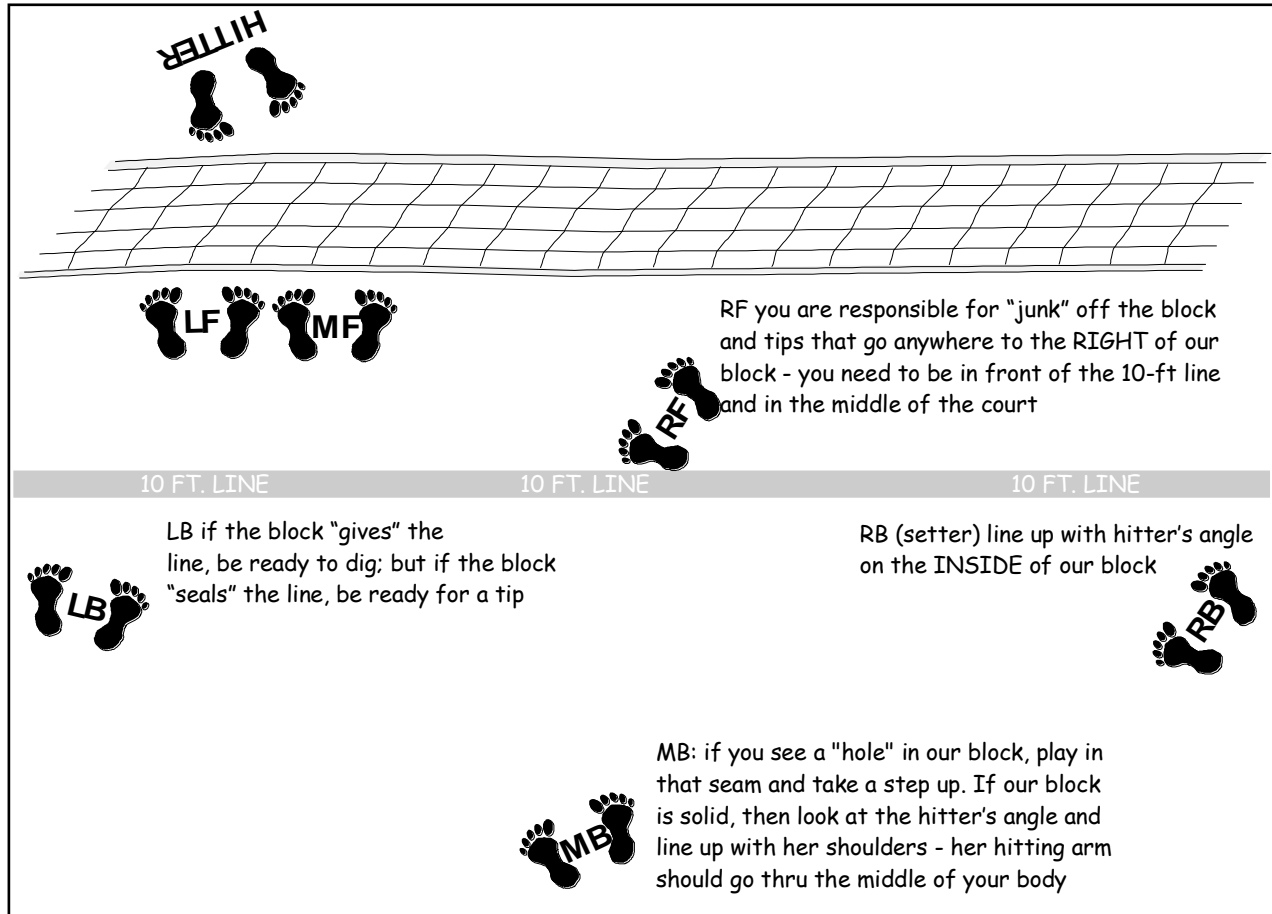 HITTER
LF
MF
RF you are responsible for “junk” off the block
and tips that go anywhere to the RIGHT of our
block - you need to be in front of the 10-ft line
and in the middle of the court
RF
10 FT. LINE
10 FT. LINE
10 FT. LINE
LB if the block “gives” the
line, be ready to dig; but if the block
“seals” the line, be ready for a tip
LB
RB (setter) line up with hitter’s angle
on the INSIDE of our block
RB
MB: if you see a "hole" in our block, play in
that seam and take a step up. If our block
is solid, then look at the hitter’s angle and
line up with her shoulders - her hitting arm
should go thru the middle of your body
MB